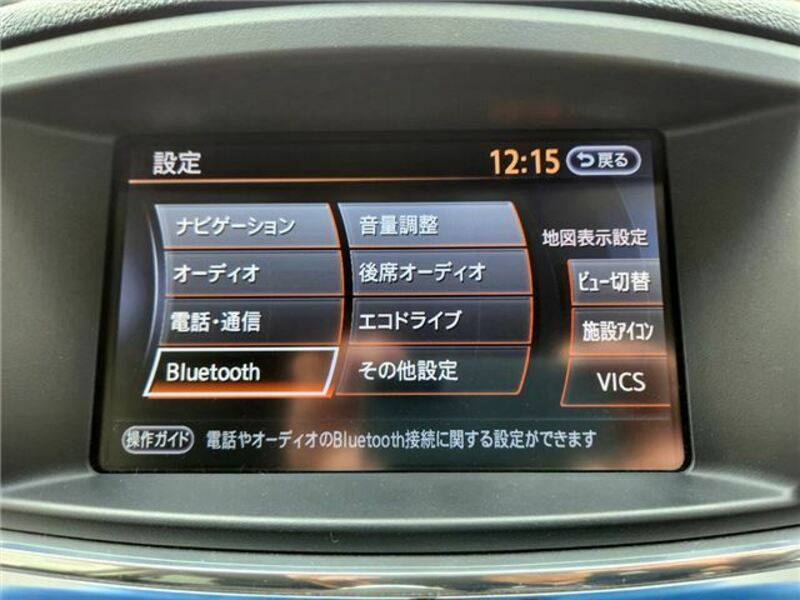 設定
12:15
戻る
ナビゲーション
音量調整
オーディオ
後席オーディオ
電話・通信
エコドライブ
Bluetooth
その他設定
地図表示設定
ビュー切替
施設アイコン
VICS
操作ガイド
電話やオーディオのBluetooth接続に関する設定ができます